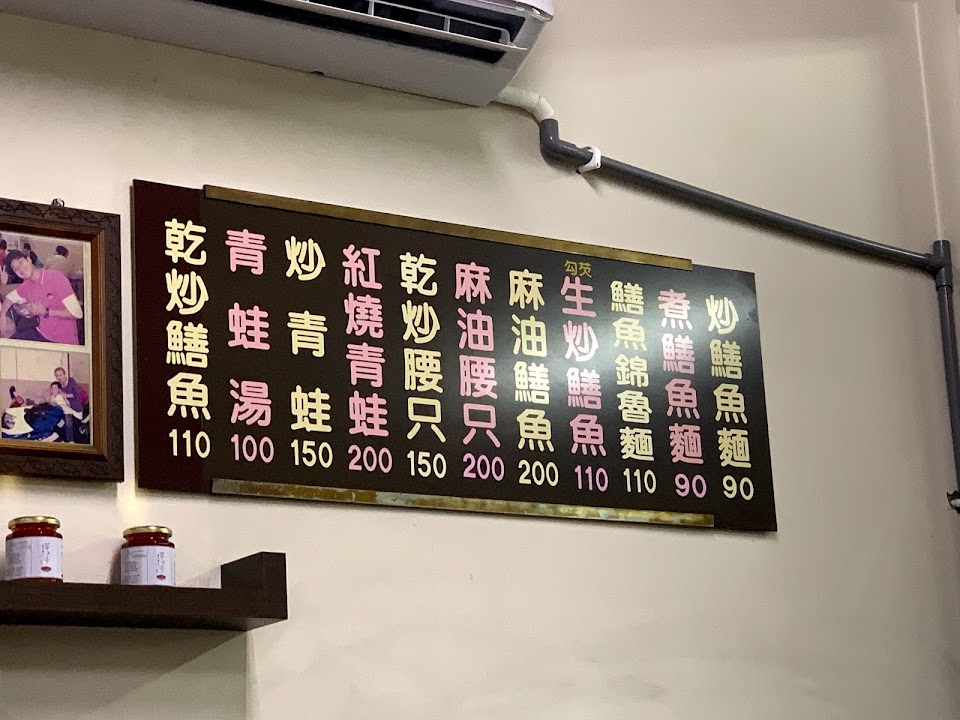 炒鱔魚麵 90
煮鱔魚麵 90
鱔魚錦魯麵 110
勾芡
生炒鱔魚 110
麻油鱔魚 200
麻油腰只 200
乾炒腰只 150
紅燒青蛙 200
炒青蛙 150
青蛙湯 100
乾炒鱔魚 110